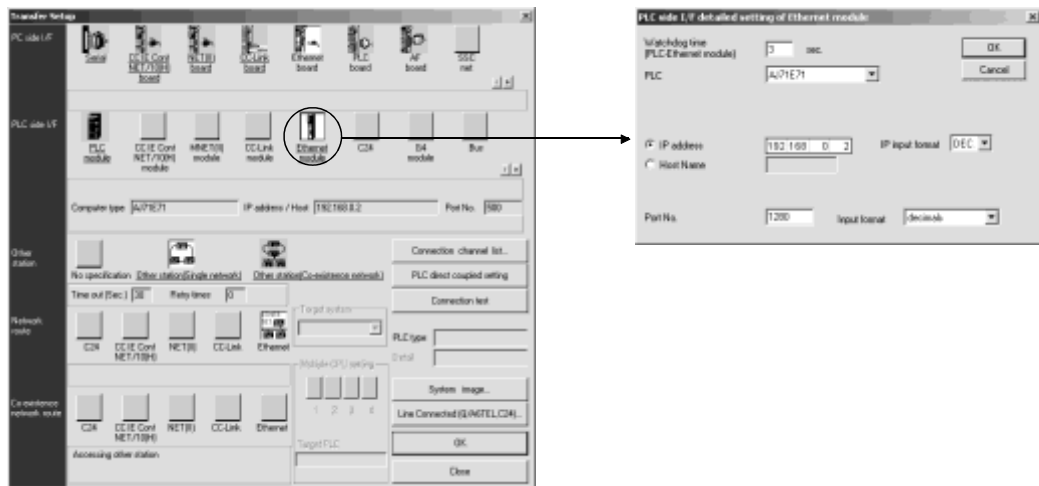 Transfer Setup
PC side I/F
Serial
CC IE Cont NET/10(H) board
NET(II) board
CC-Link board
Ethernet board
PLC board
AF board
SSC net
PLC side I/F
PLC module
CC IE Cont NET/10(H) module
MNET(II) module
CC-Link module
Ethernet module
C24
G4 module
Bus
Computer type AJ71E71
IP address / Host 192.168.0.2
Port No. 500
Other station
No specification
Other station(Single network)
Other station(Co-existence network)
Time out (Sec.) 30
Retry times 0
Network route
C24
CC IE Cont NET/10(H)
NET(II)
CC-Link
Ethernet
Co-existence network route
C24
CC IE Cont NET/10(H)
NET(II)
CC-Link
Ethernet
Accessing other station
Target system
Multiple CPU setting
1 2 3 4
Target PLC
Connection channel list...
PLC direct coupled setting
Connection test
PLC type
Detail
System image...
Line Connected (Q/A6TEL,C24)...
OK
Close
PLC side I/F detailed setting of Ethernet module
Watchdog time (PLC-Ethernet module) 3 sec.
PLC AJ71E71
OK
Cancel
IP address 192 168 0 2
IP input format DEC
Host Name
Port No. 1280
Input format decimals